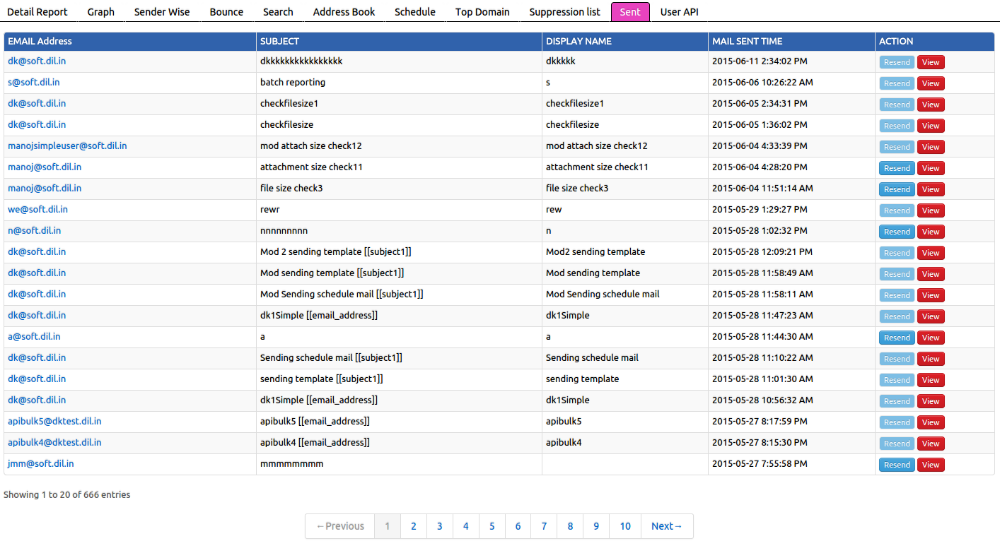 Detail Report Graph Sender Wise Bounce Search Address Book Schedule Top Domain Suppression list Sent User API
EMAIL Address SUBJECT DISPLAY NAME MAIL SENT TIME ACTION
dk@soft.dil.in dkkkkkkkkkkkkkkkk dkkkkk 2015-06-11 2:34:02 PM Resend View
s@soft.dil.in batch reporting s 2015-06-06 10:26:22 AM Resend View
dk@soft.dil.in checkfilesize1 checkfilesize1 2015-06-05 2:34:31 PM Resend View
dk@soft.dil.in checkfilesize checkfilesize 2015-06-05 1:36:02 PM Resend View
manojsimpleuser@soft.dil.in mod attach size check12 mod attach size check12 2015-06-04 4:33:39 PM Resend View
manoj@soft.dil.in attachment size check11 attachment size check11 2015-06-04 4:28:20 PM Resend View
manoj@soft.dil.in file size check3 file size check3 2015-06-04 11:51:14 AM Resend View
we@soft.dil.in rewr rew 2015-05-29 1:29:27 PM Resend View
n@soft.dil.in nnnnnnnnn n 2015-05-28 1:02:32 PM Resend View
dk@soft.dil.in Mod 2 sending template [[subject1]] Mod2 sending template 2015-05-28 12:09:21 PM Resend View
dk@soft.dil.in Mod sending template [[subject1]] Mod sending template 2015-05-28 11:58:49 AM Resend View
dk@soft.dil.in Mod Sending schedule mail [[subject1]] Mod Sending schedule mail 2015-05-28 11:58:11 AM Resend View
dk@soft.dil.in dk1Simple [[email_address]] dk1Simple 2015-05-28 11:47:23 AM Resend View
a@soft.dil.in a a 2015-05-28 11:44:30 AM Resend View
dk@soft.dil.in Sending schedule mail [[subject1]] Sending schedule mail 2015-05-28 11:10:22 AM Resend View
dk@soft.dil.in sending template [[subject1]] sending template 2015-05-28 11:01:30 AM Resend View
dk@soft.dil.in dk1Simple [[email_address]] dk1Simple 2015-05-28 10:56:32 AM Resend View
apibulk5@dktest.dil.in apibulk5 [[email_address]] apibulk5 2015-05-27 8:17:59 PM Resend View
apibulk4@dktest.dil.in apibulk4 [[email_address]] apibulk4 2015-05-27 8:15:30 PM Resend View
jmm@soft.dil.in mmmmmmmm 2015-05-27 7:55:58 PM Resend View
Showing 1 to 20 of 666 entries
←Previous 1 2 3 4 5 6 7 8 9 10 Next→